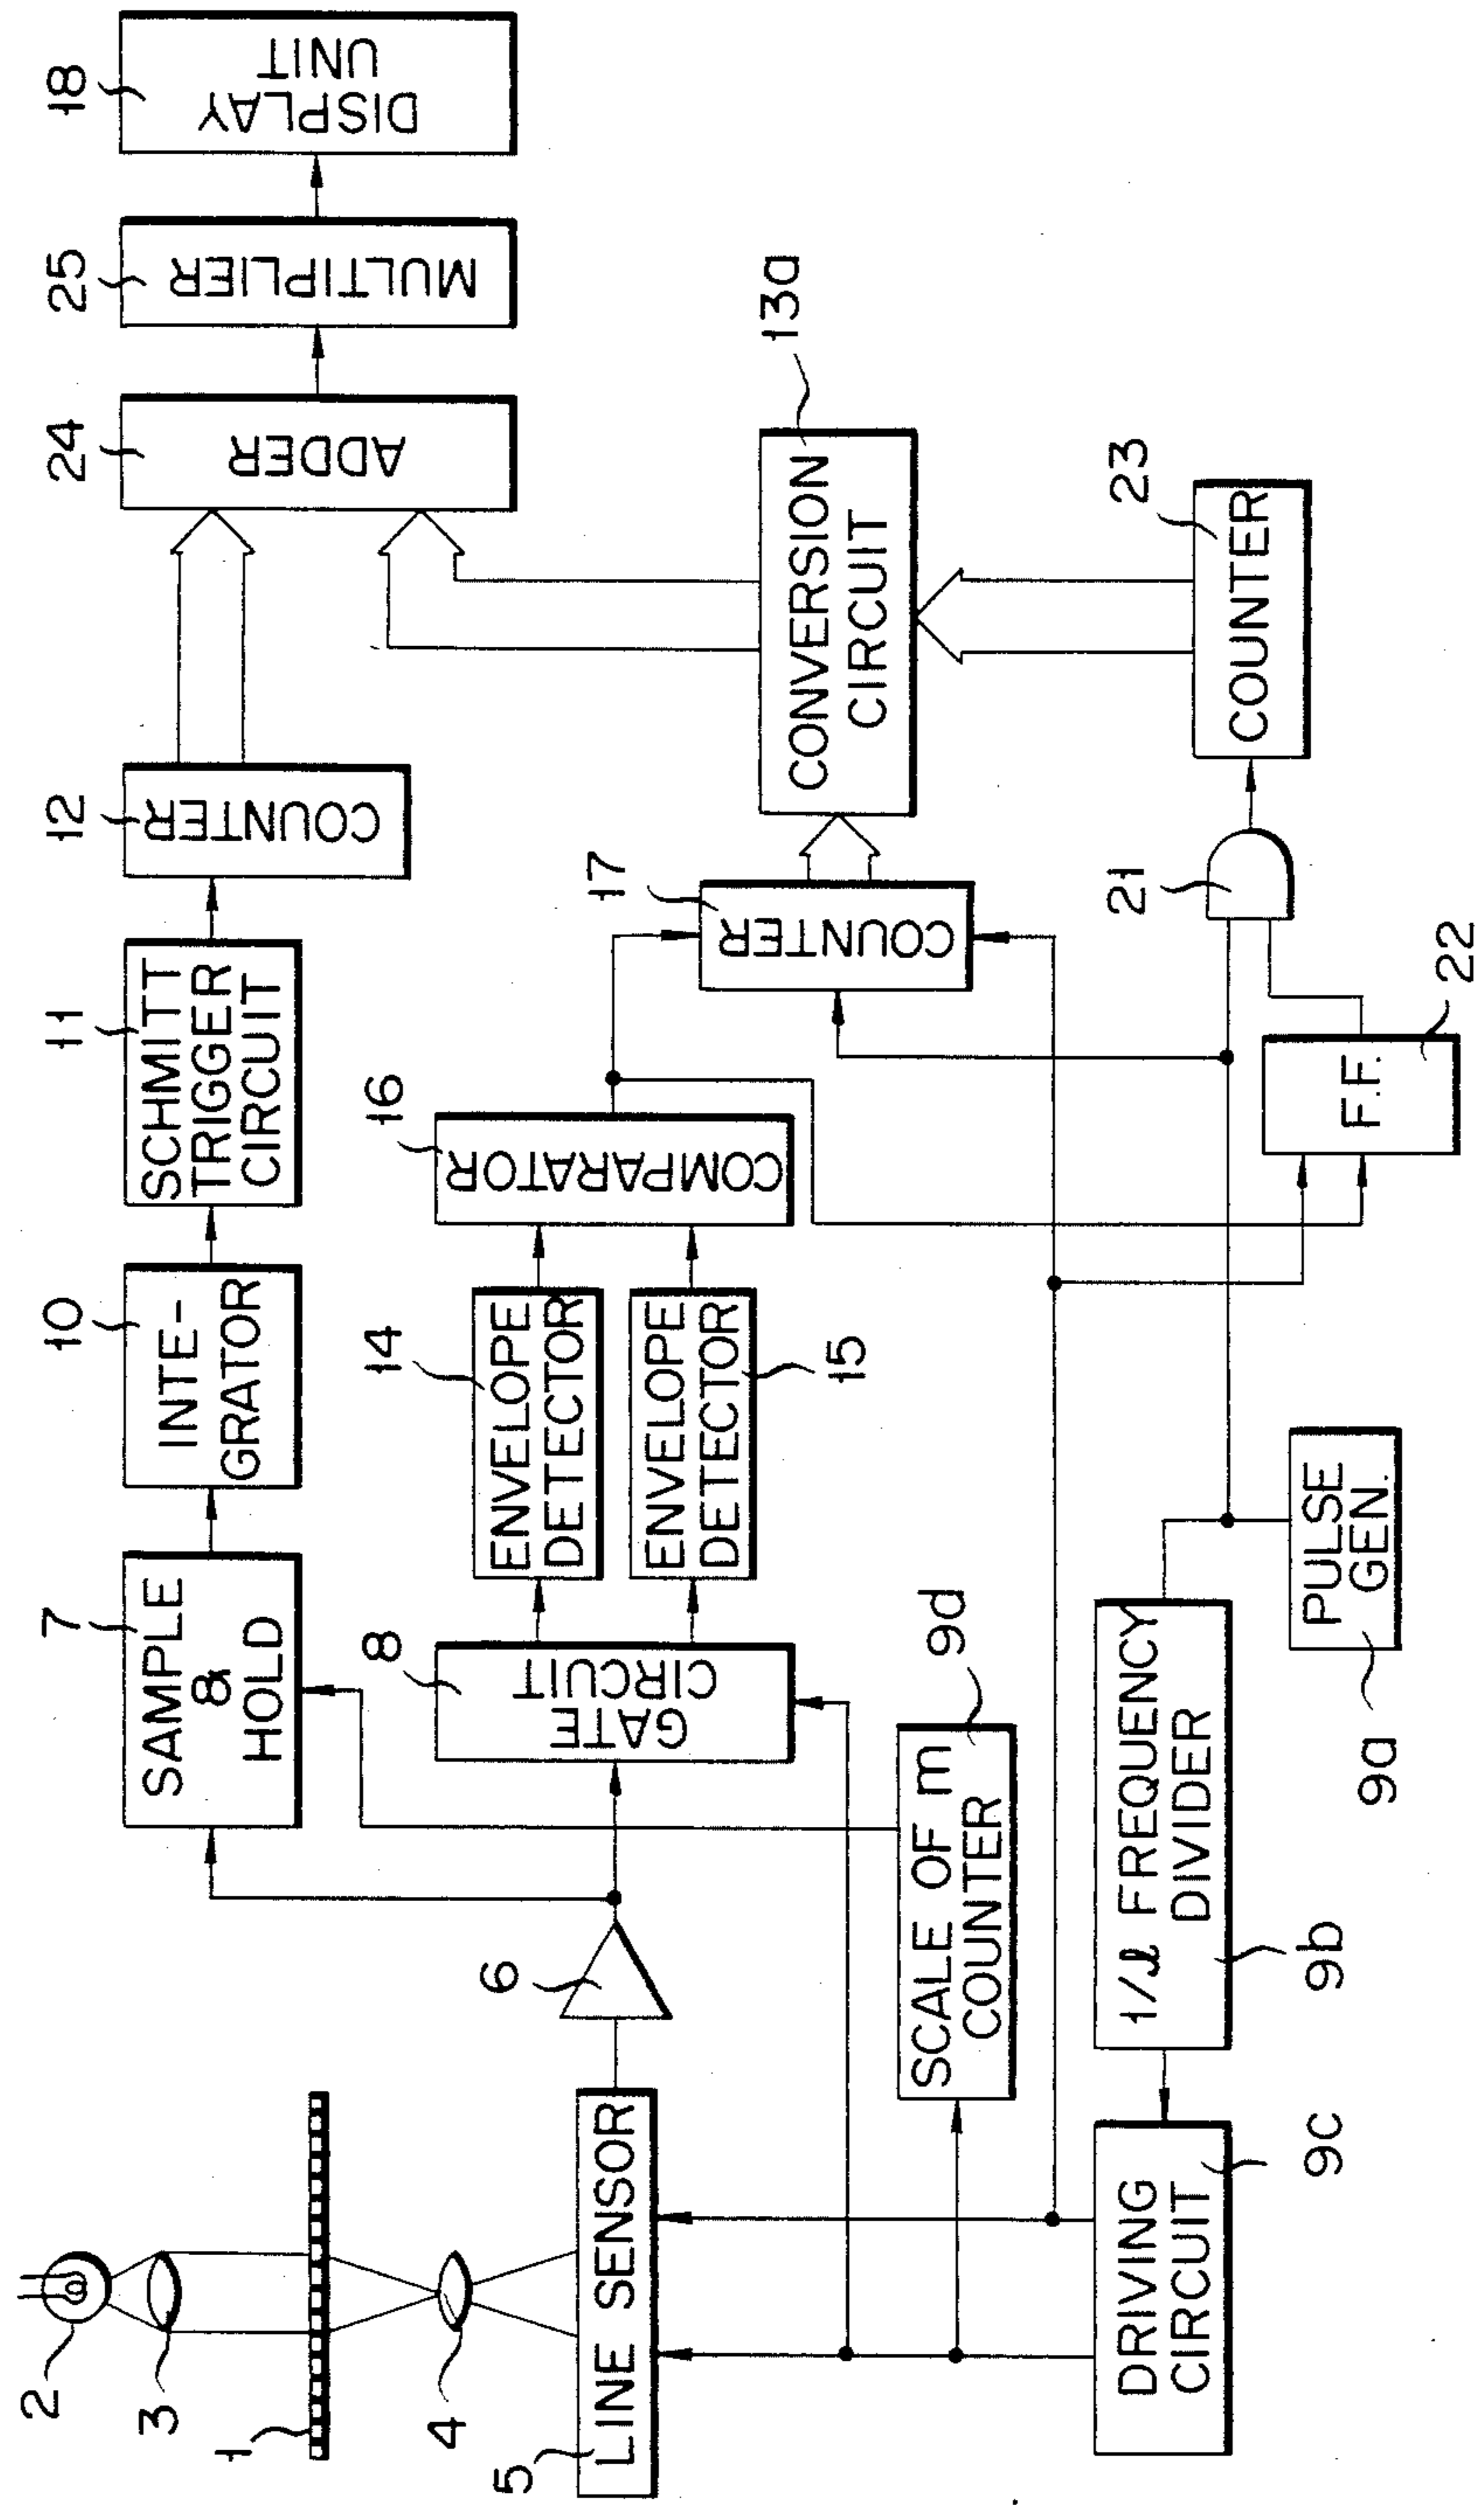 2
3
1
4
5
LINE SENSOR
6
7
SAMPLE
&
HOLD
10
INTE-
GRATOR
11
SCHMITT
TRIGGER
CIRCUIT
12
COUNTER
24
ADDER
25
MULTIPLIER
18
DISPLAY
UNIT
8
GATE
CIRCUIT
14
ENVELOPE
DETECTOR
ENVELOPE
DETECTOR
15
16
COMPARATOR
17
COUNTER
CONVERSION
CIRCUIT
13a
SCALE OF m
COUNTER
9d
DRIVING
CIRCUIT
9c
1/ℓ FREQUENCY
DIVIDER
9b
PULSE
GEN.
9a
F.F.
22
21
COUNTER
23